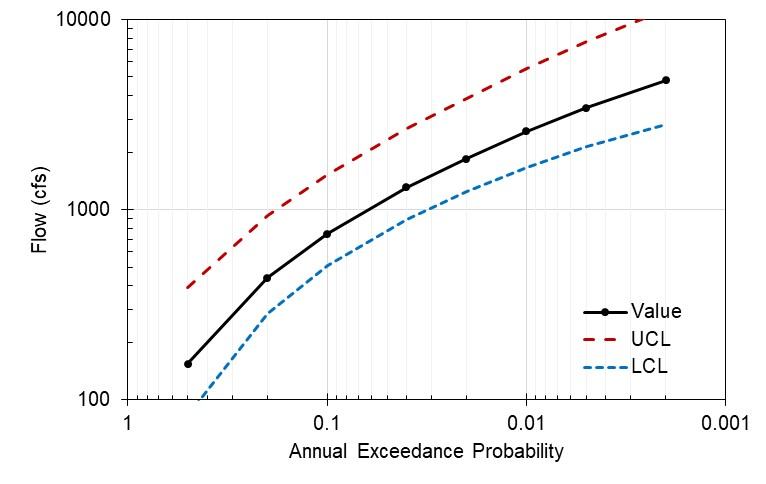 10000
1000
100
Flow (cfs)
Value
UCL
LCL
1
0.1
0.01
0.001
Annual Exceedance Probability